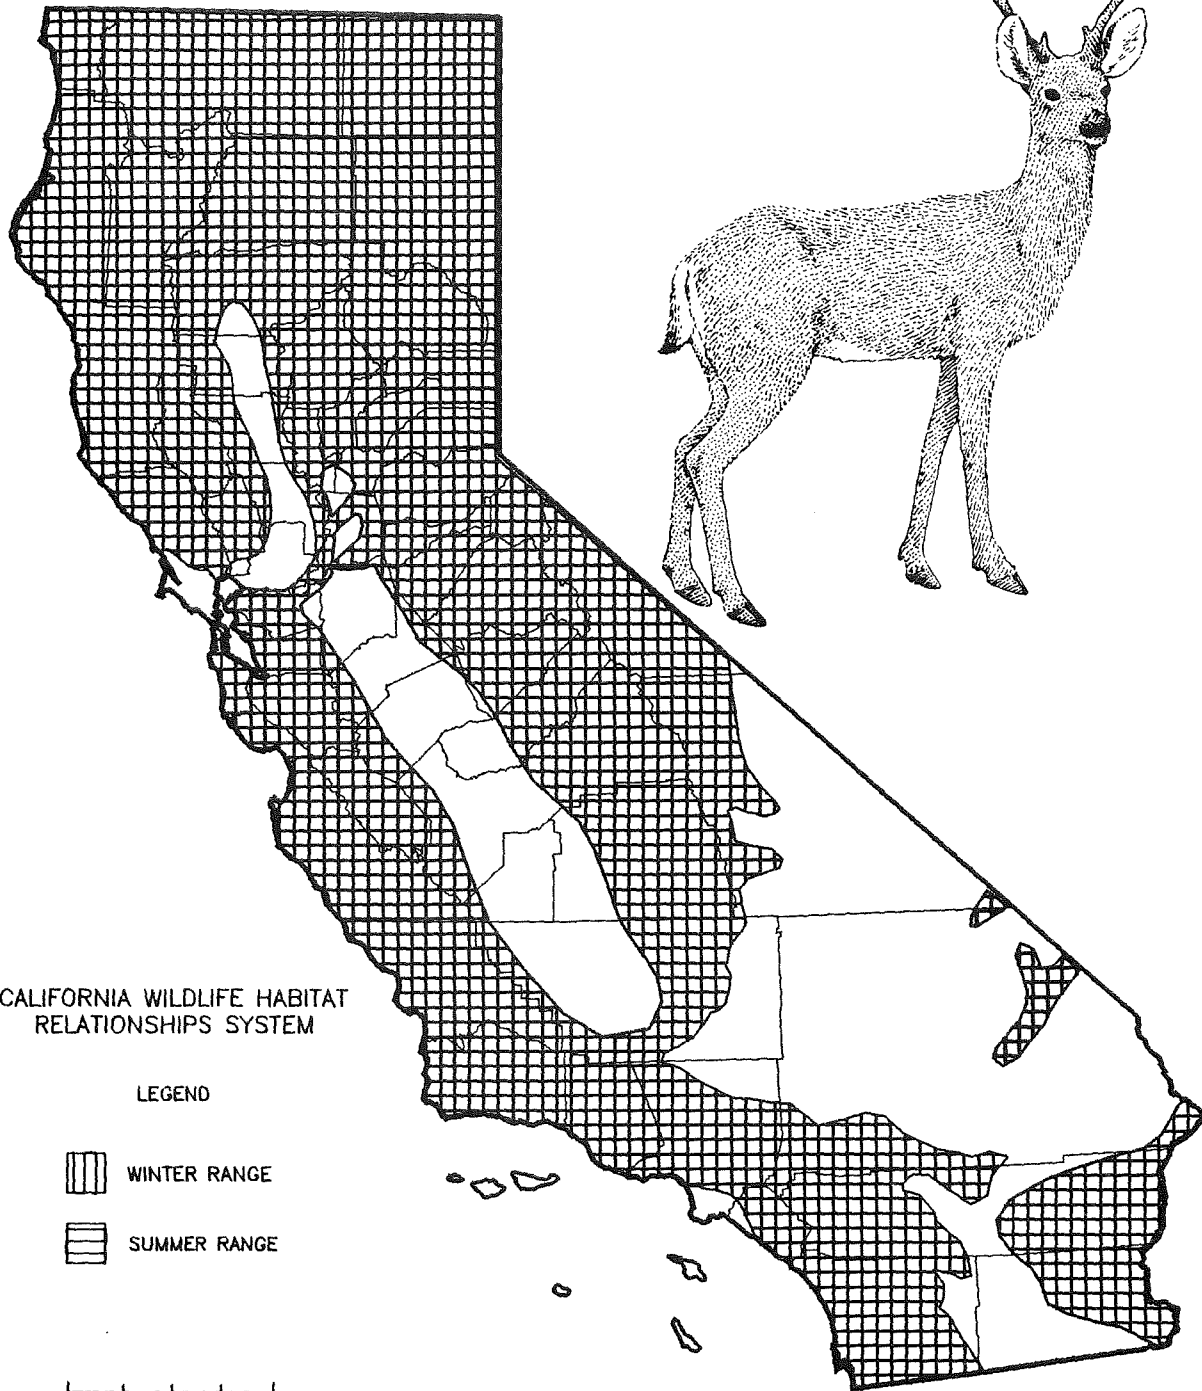 CALIFORNIA WILDLIFE HABITAT
RELATIONSHIPS SYSTEM
LEGEND
WINTER RANGE
SUMMER RANGE